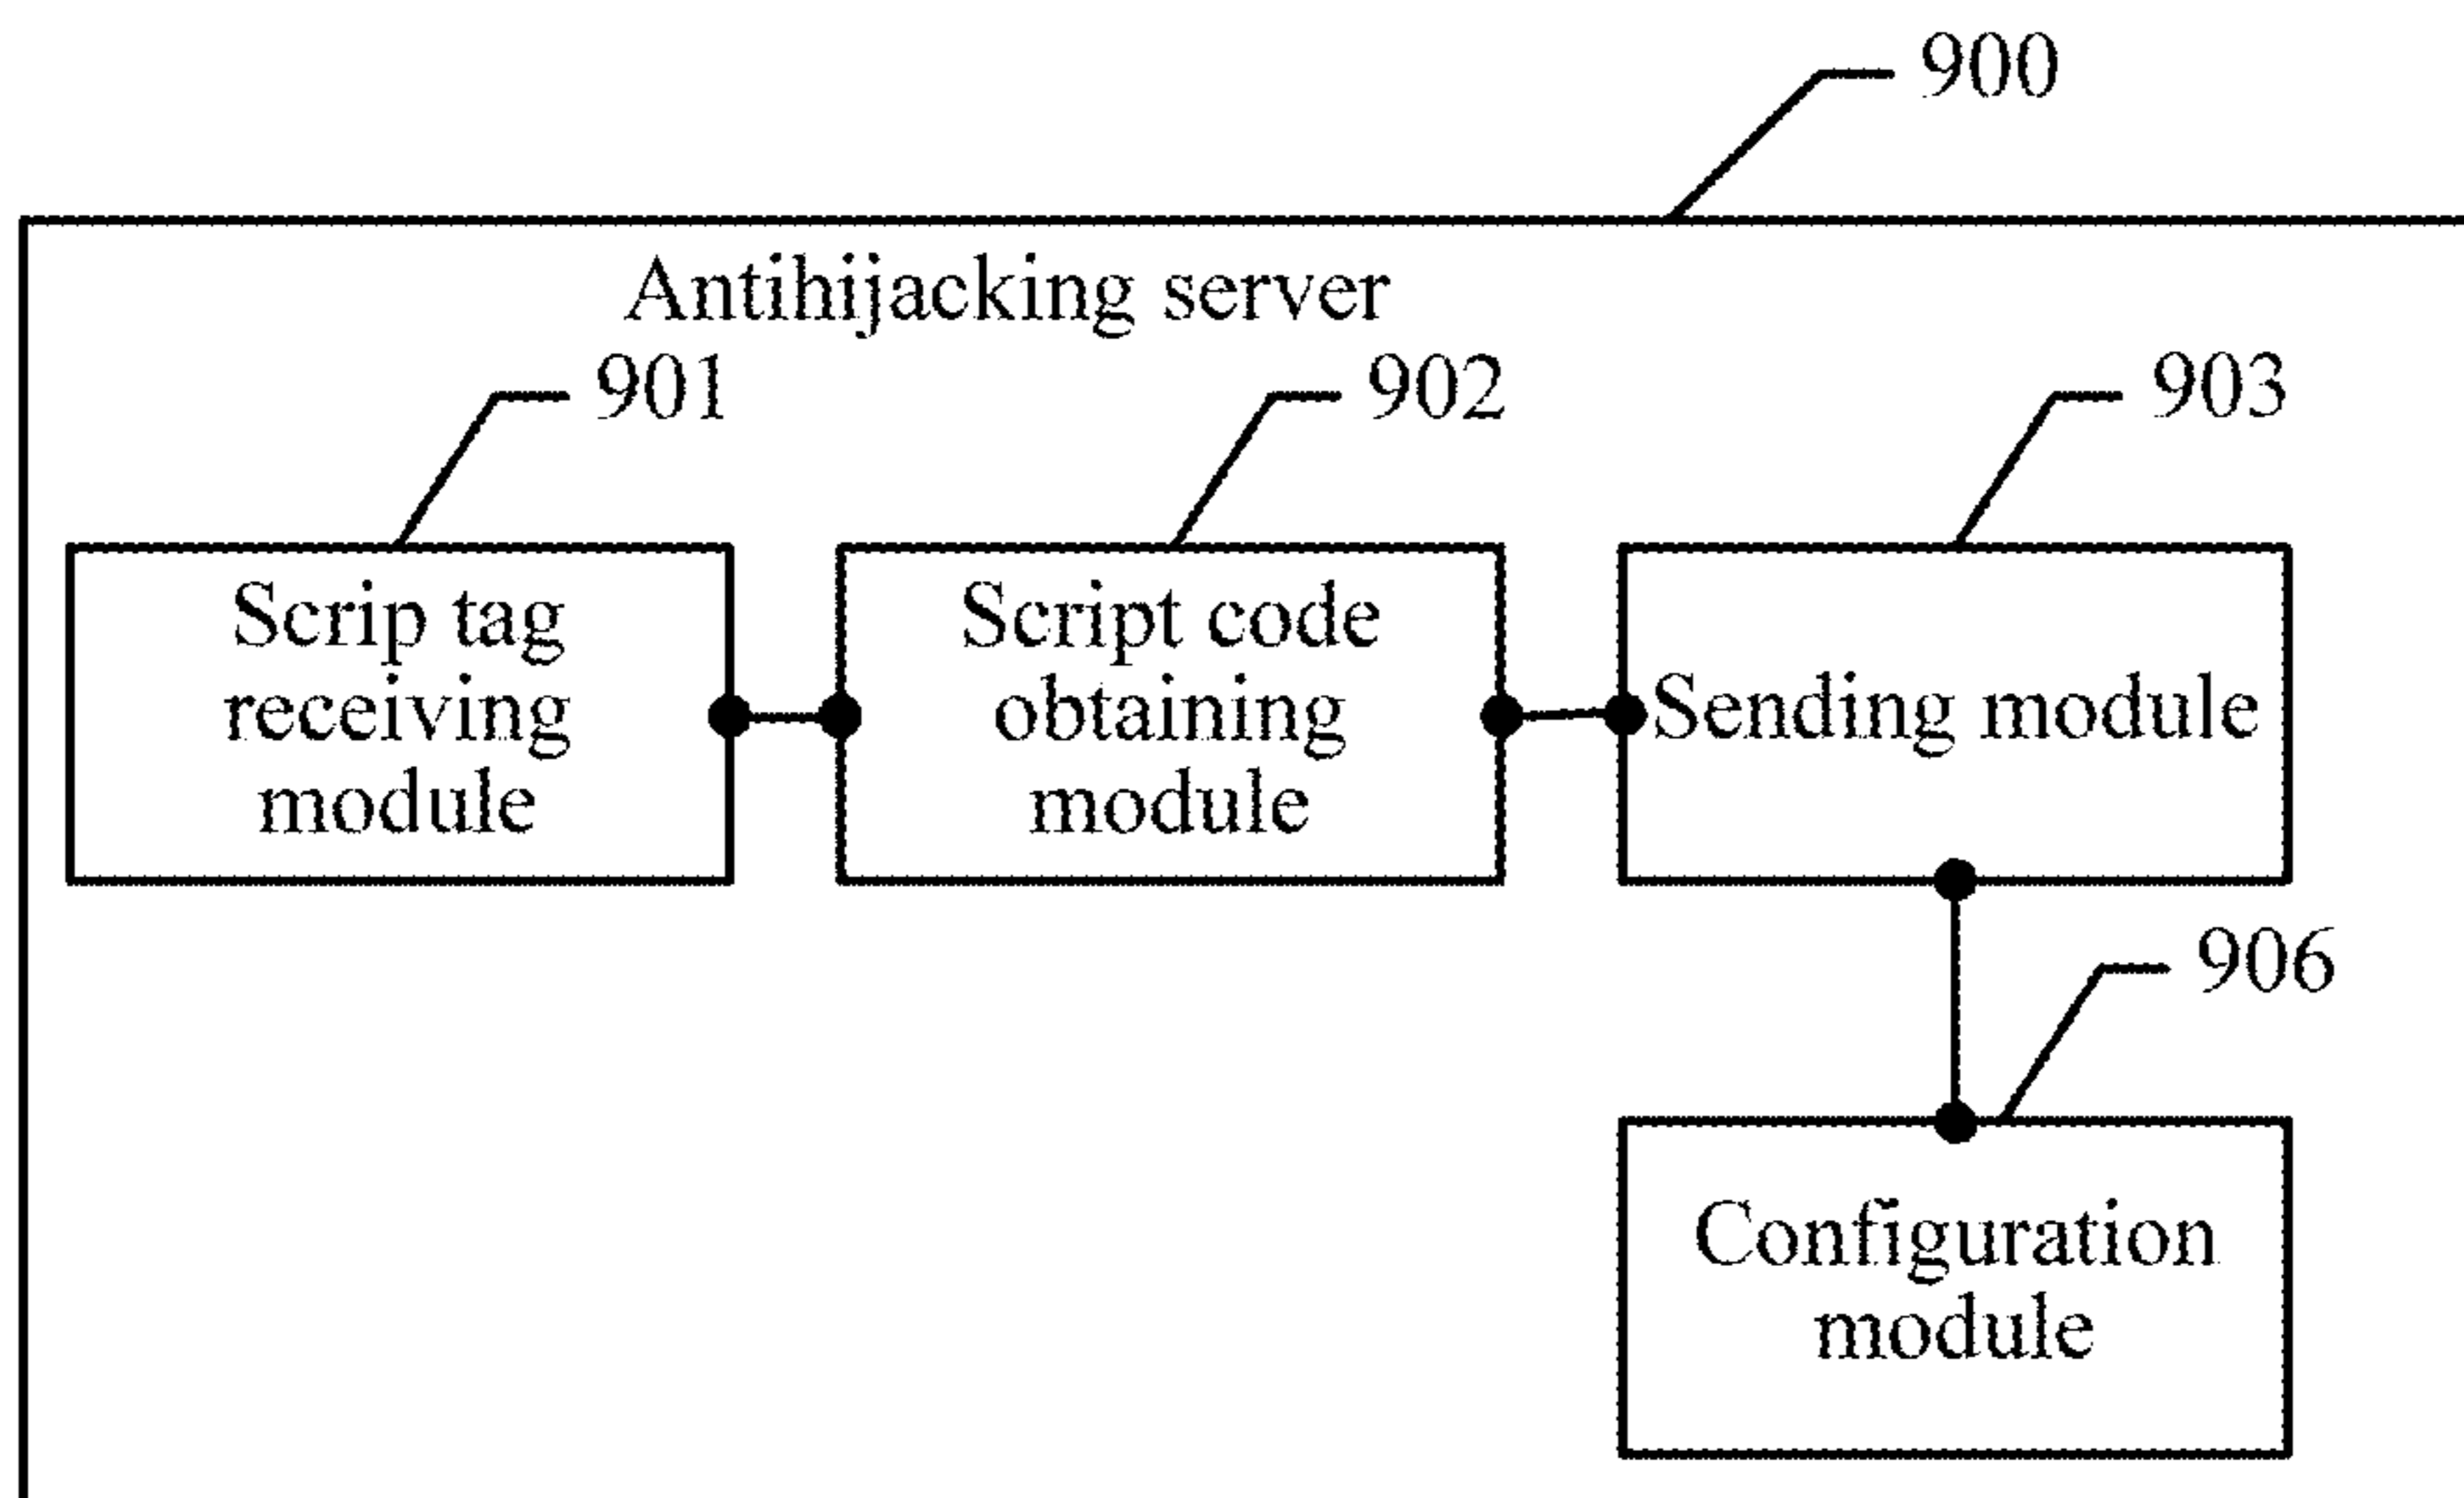 900
Antihijacking server
901
902
903
Scrip tag
receiving
module
Script code
obtaining
module
Sending module
906
Configuration
module